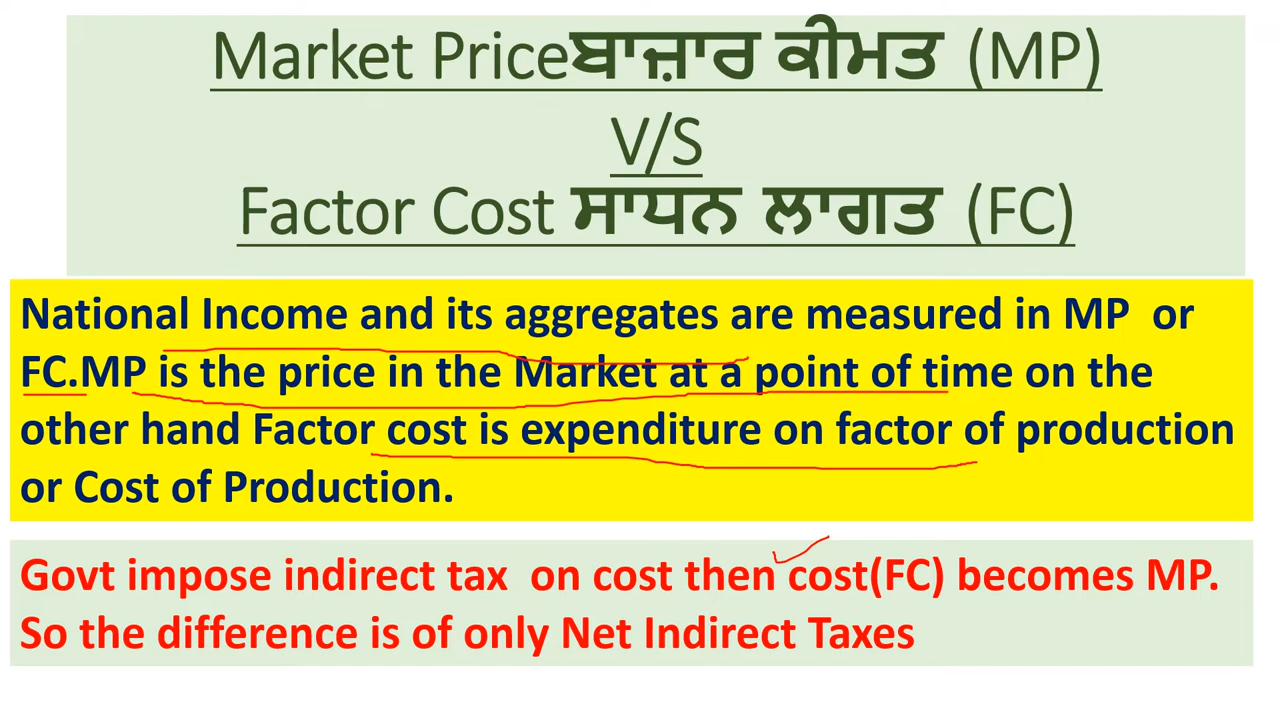 Market Priceਬਾਜ਼ਾਰ ਕੀਮਤ (MP)
V/S
Factor Cost ਸਾਧਨ ਲਾਗਤ (FC)
National Income and its aggregates are measured in MP or
FC.MP is the price in the Market at a point of time on the
other hand Factor cost is expenditure on factor of production
or Cost of Production.
Govt impose indirect tax on cost then cost(FC) becomes MP.
So the difference is of only Net Indirect Taxes